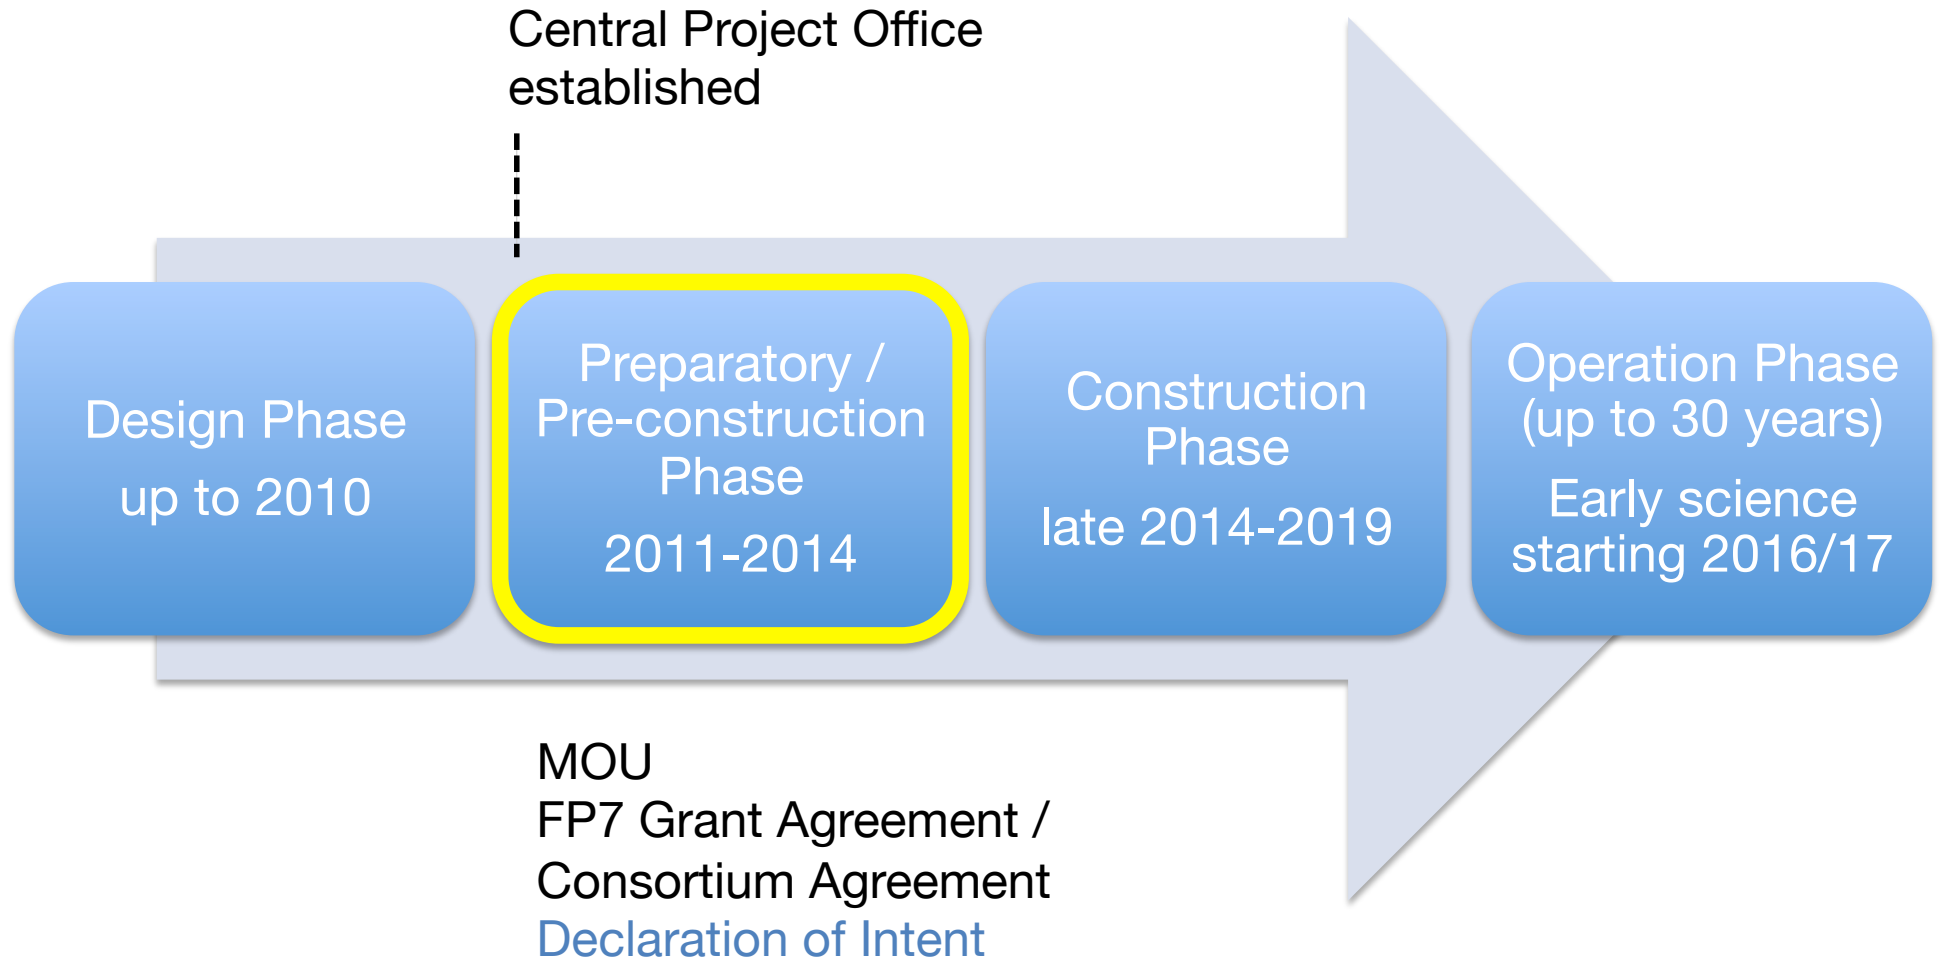 Central Project Office
established
Design Phase
up to 2010
Preparatory /
Pre-construction
Phase
2011-2014
Construction
Phase
late 2014-2019
Operation Phase
(up to 30 years)
Early science
starting 2016/17
MOU
FP7 Grant Agreement /
Consortium Agreement
Declaration of Intent